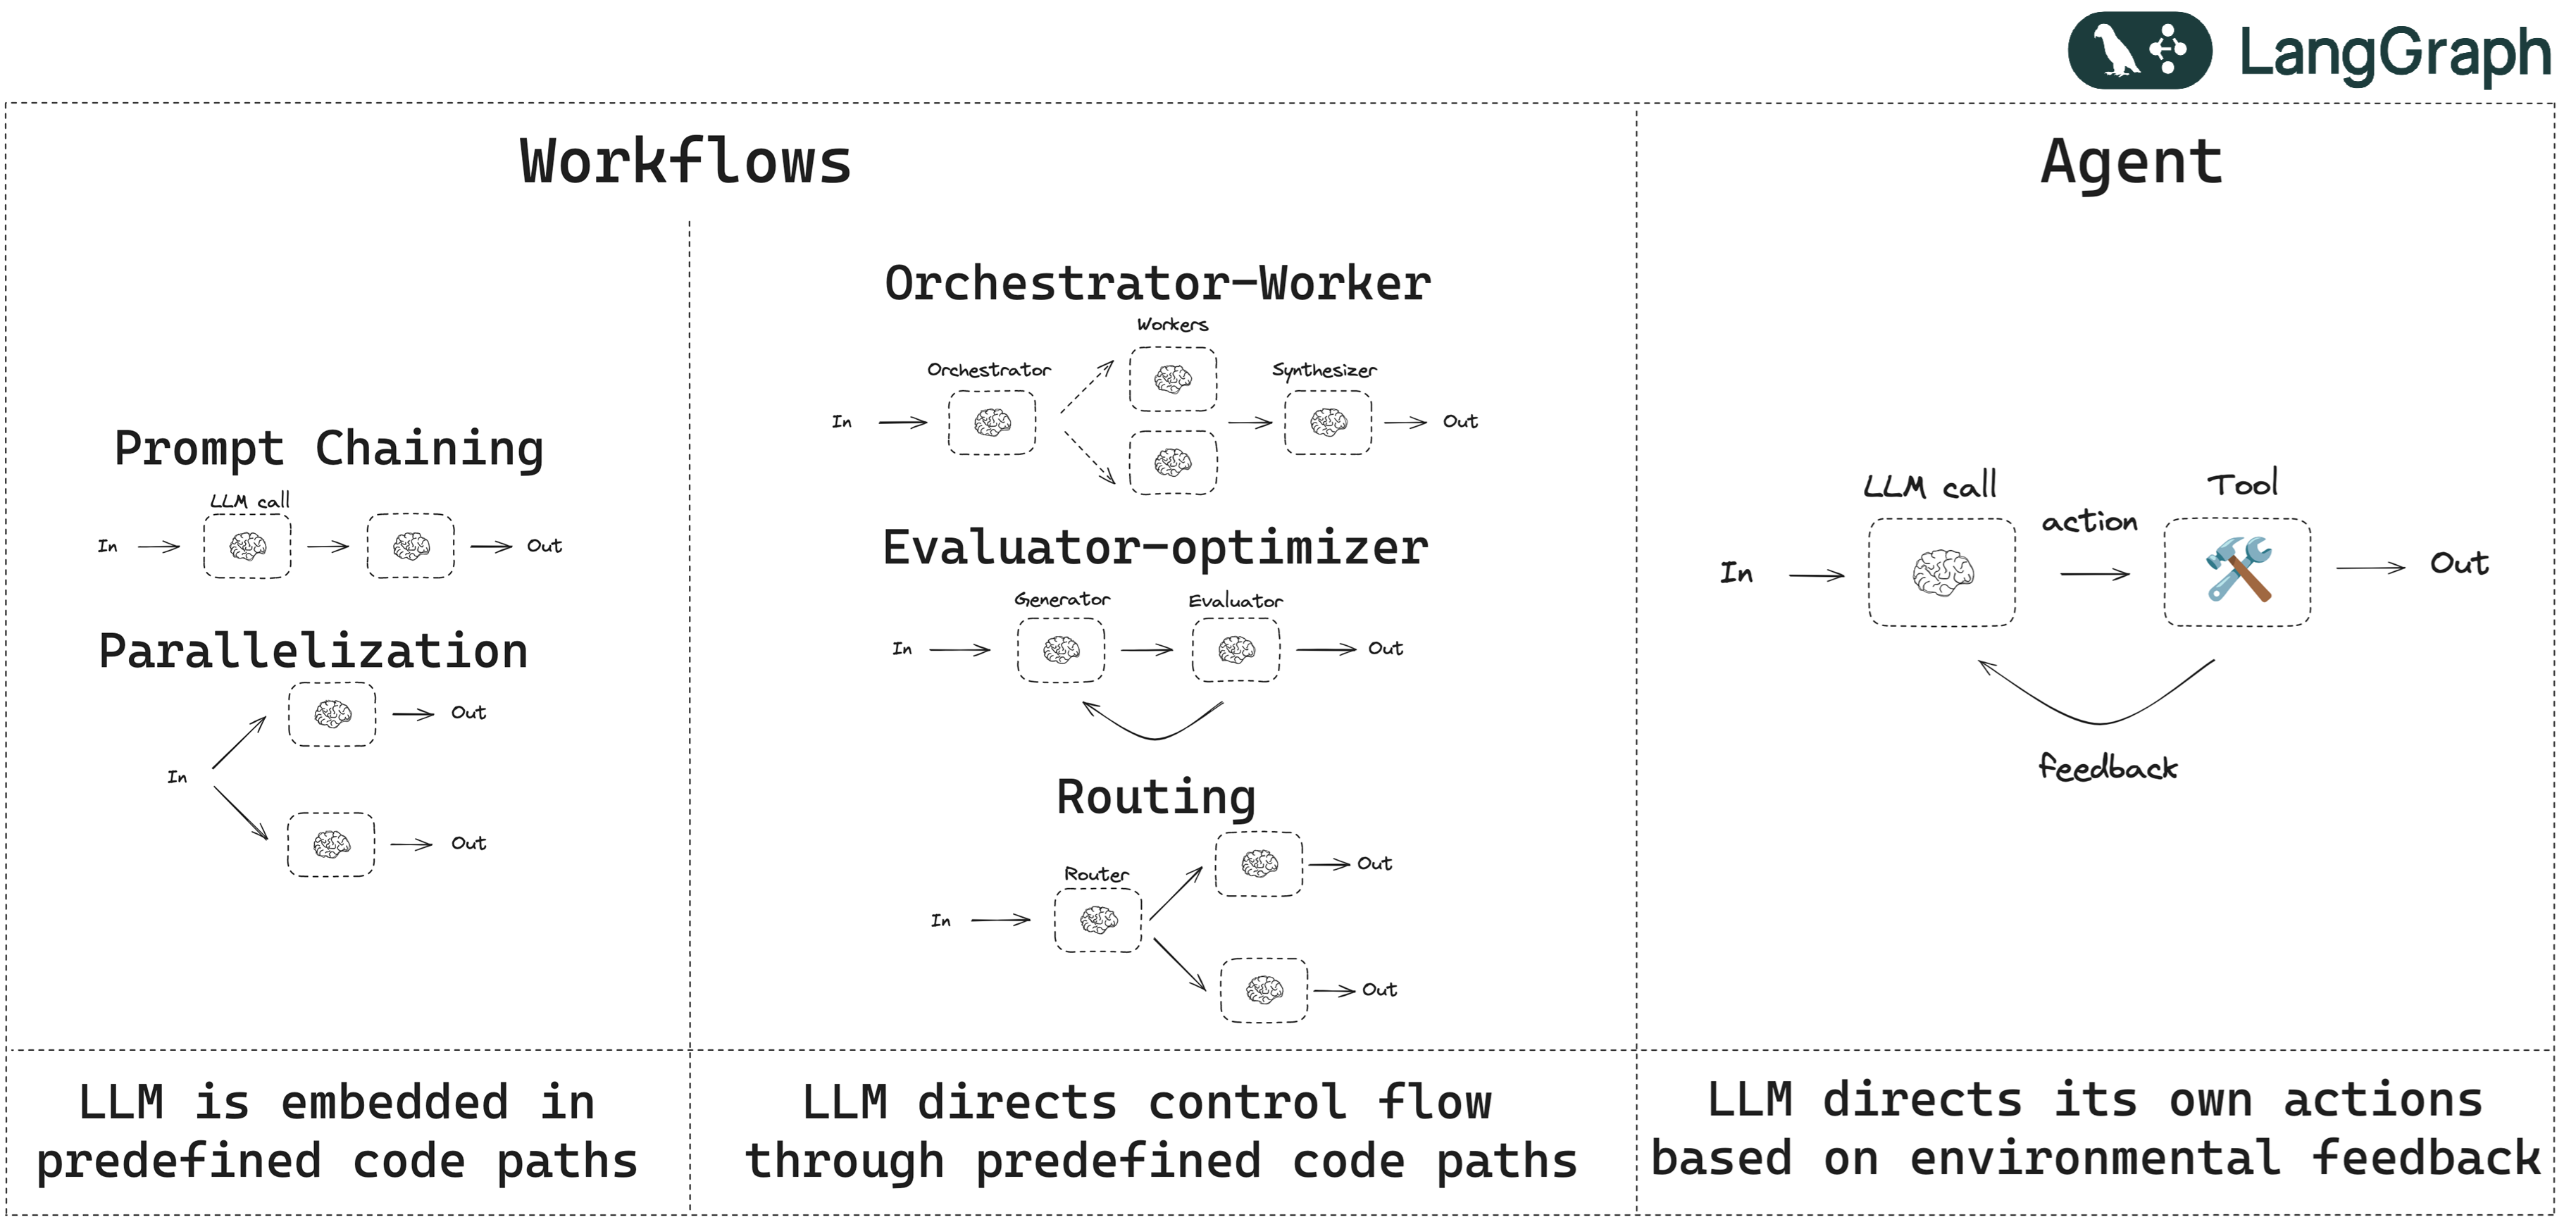 LangGraph
Workflows
Agent
Prompt Chaining
LLM call
In
Out
Parallelization
In
Out
Out
Orchestrator-Worker
Workers
Orchestrator
Synthesizer
In
Out
Evaluator-optimizer
Generator
Evaluator
In
Out
Routing
Router
In
Out
Out
LLM call
action
Tool
In
Out
feedback
LLM is embedded in
predefined code paths
LLM directs control flow
through predefined code paths
LLM directs its own actions
based on environmental feedback